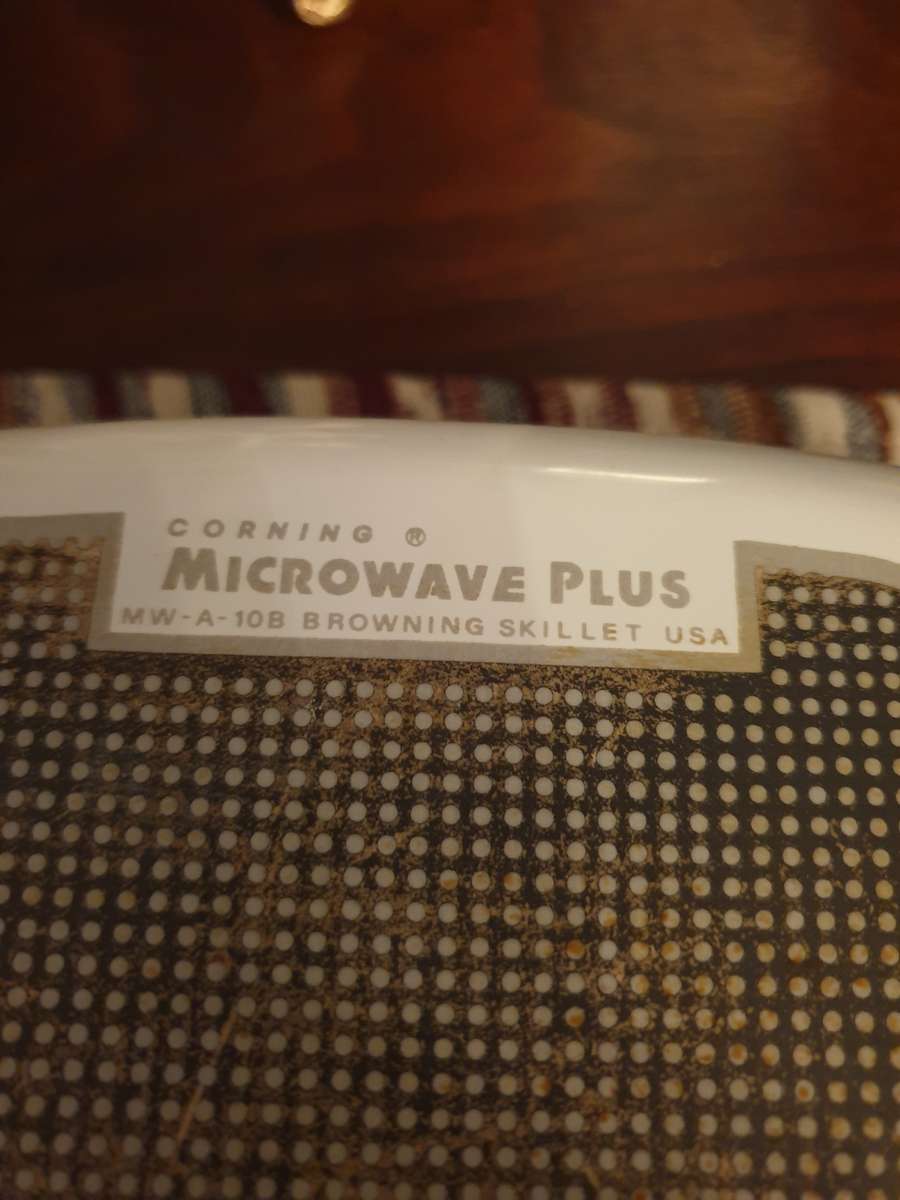 CORNING ®
MICROWAVE PLUS
MW-A-10B BROWNING SKILLET USA